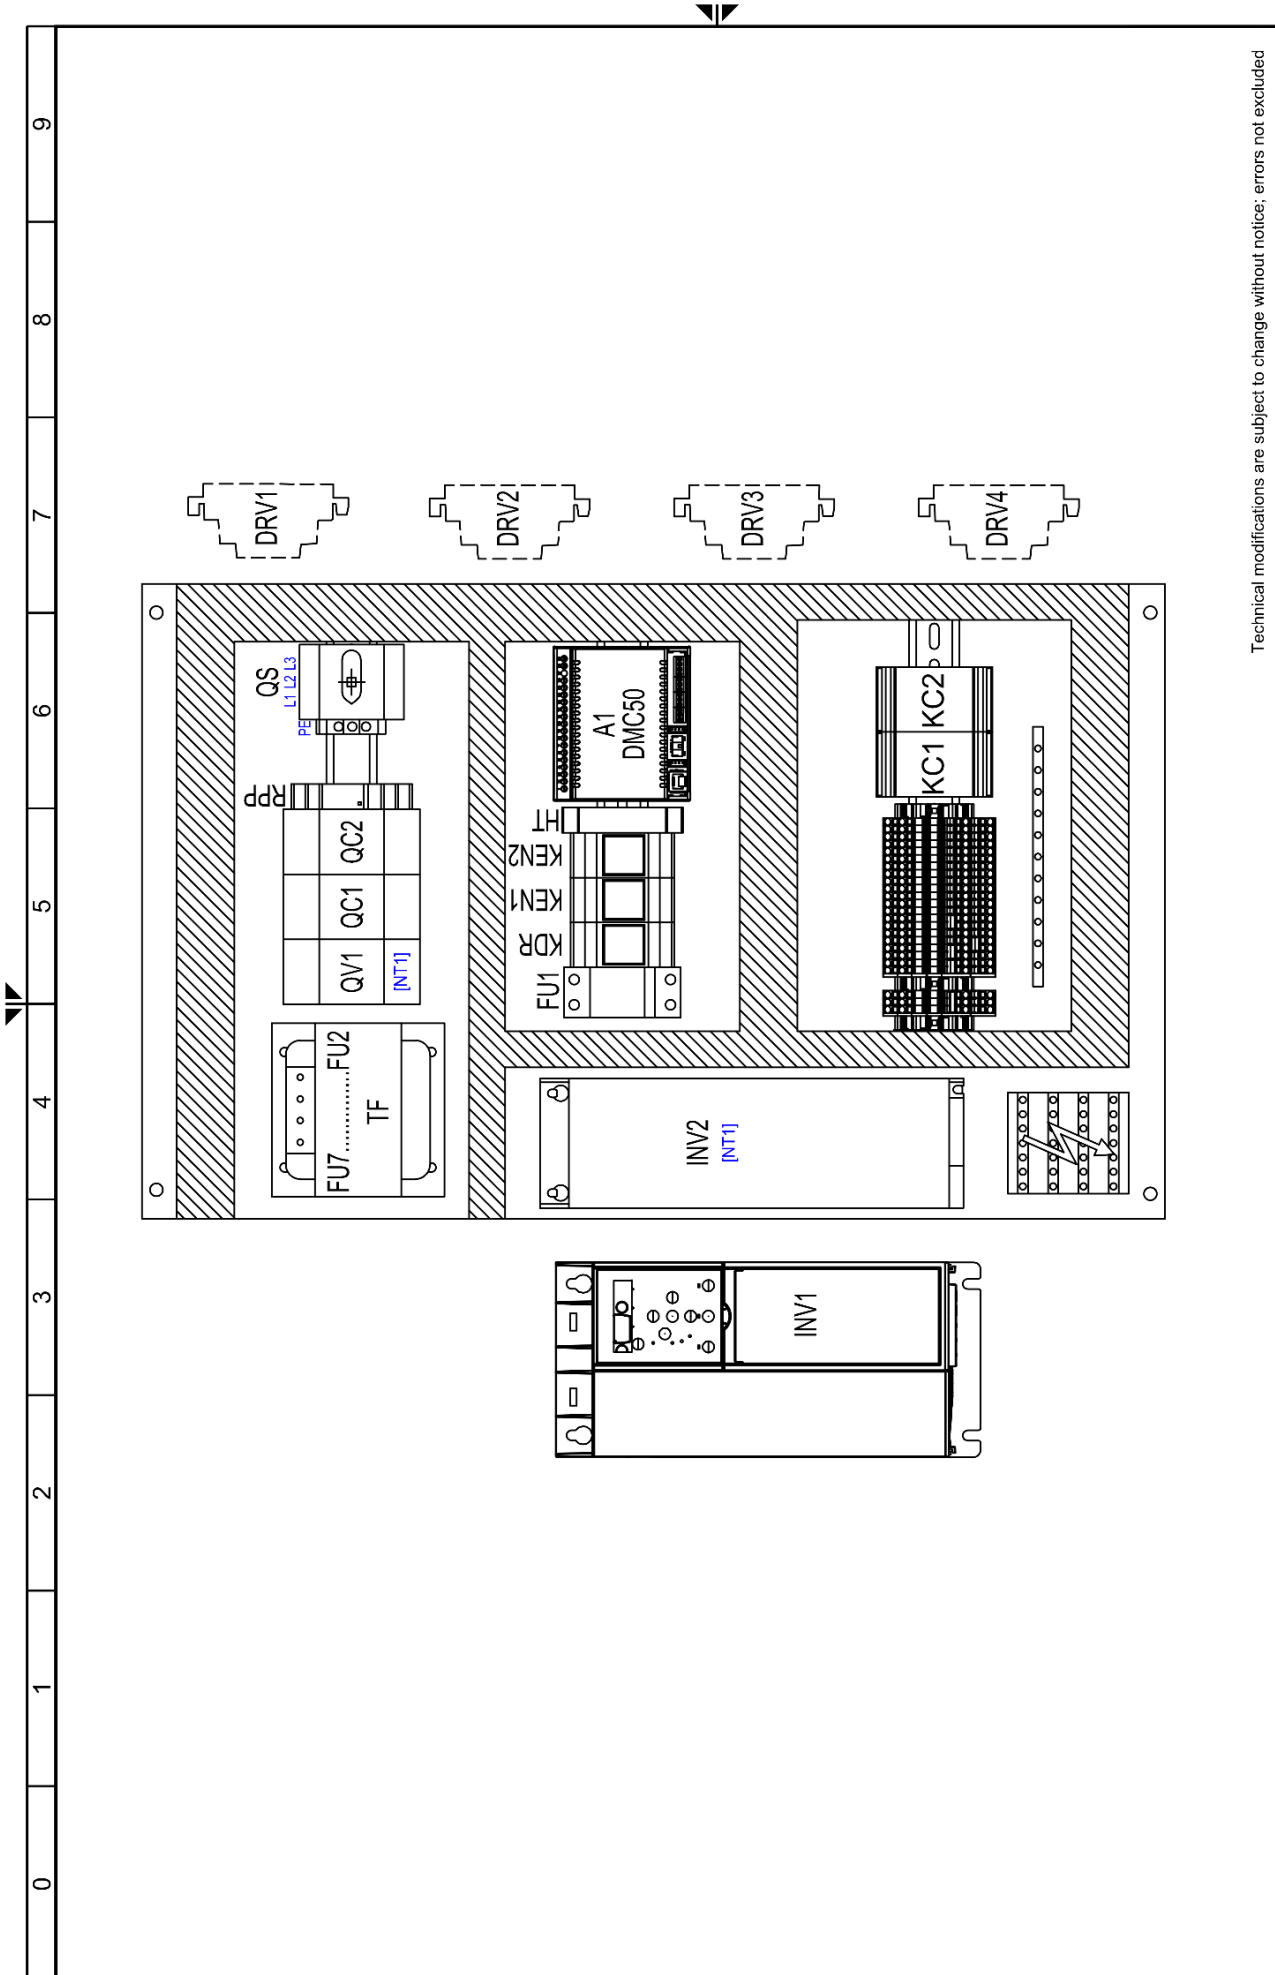 0
1
2
3
4
5
6
7
8
9
FU7..............FU2
TF
QV1
[NT1]
QC1
QC2
RPP
QS
L1 L2 L3
PE
FU1
KDR
KEN1
KEN2
HT
A1
DMC50
KC1
KC2
INV2
[NT1]
INV1
DRV1
DRV2
DRV3
DRV4
Technical modifications are subject to change without notice; errors not excluded